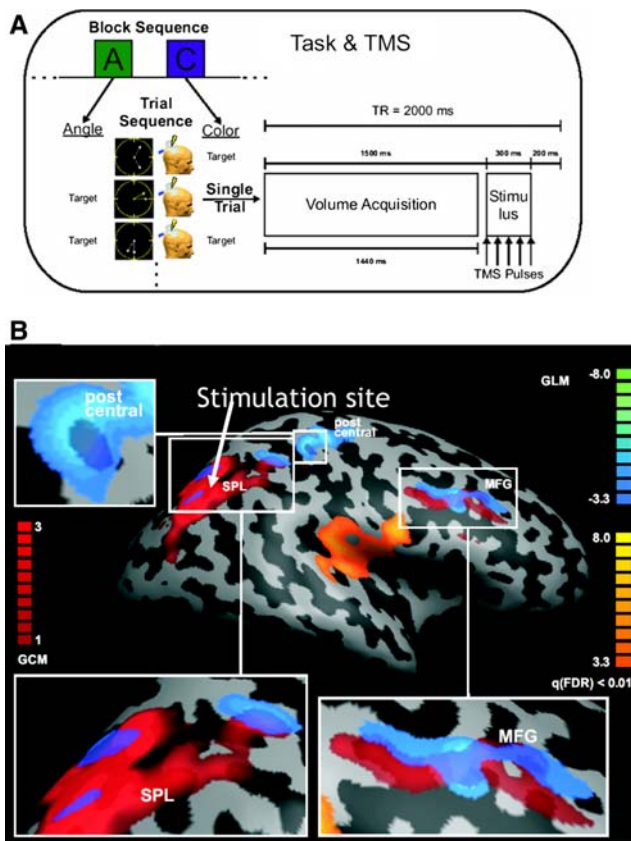 A
Block Sequence
A C
Task & TMS
Angle
Trial
Sequence
Color
Target
Target
Target
Target
Target
Single
Trial
TR = 2000 ms
1500 ms
300 ms
200 ms
Volume Acquisition
Stimu
lus
1440 ms
TMS Pulses
B
post
central
Stimulation site
post
central
SPL
MFG
GLM
-8.0
-3.3
8.0
3.3
q(FDR) < 0.01
3
1
GCM
SPL
MFG